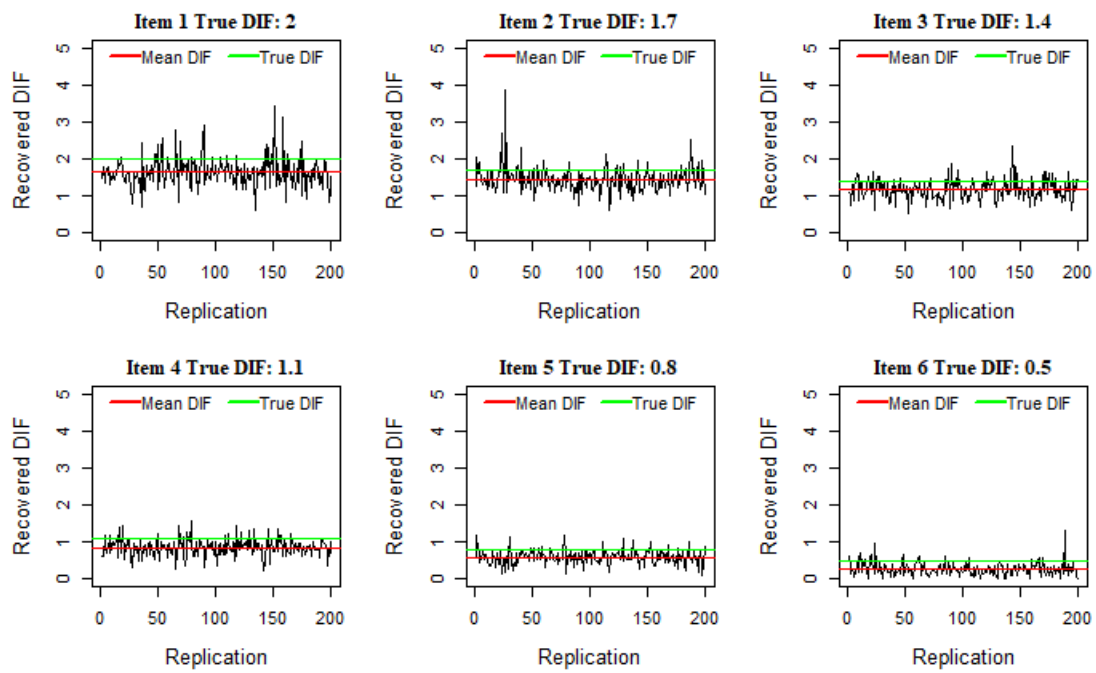 Item 1 True DIF: 2
Mean DIF True DIF
Recovered DIF
5
4
3
2
1
0
0 50 100 150 200
Replication
Item 2 True DIF: 1.7
Mean DIF True DIF
Recovered DIF
5
4
3
2
1
0
0 50 100 150 200
Replication
Item 3 True DIF: 1.4
Mean DIF True DIF
Recovered DIF
5
4
3
2
1
0
0 50 100 150 200
Replication
Item 4 True DIF: 1.1
Mean DIF True DIF
Recovered DIF
5
4
3
2
1
0
0 50 100 150 200
Replication
Item 5 True DIF: 0.8
Mean DIF True DIF
Recovered DIF
5
4
3
2
1
0
0 50 100 150 200
Replication
Item 6 True DIF: 0.5
Mean DIF True DIF
Recovered DIF
5
4
3
2
1
0
0 50 100 150 200
Replication